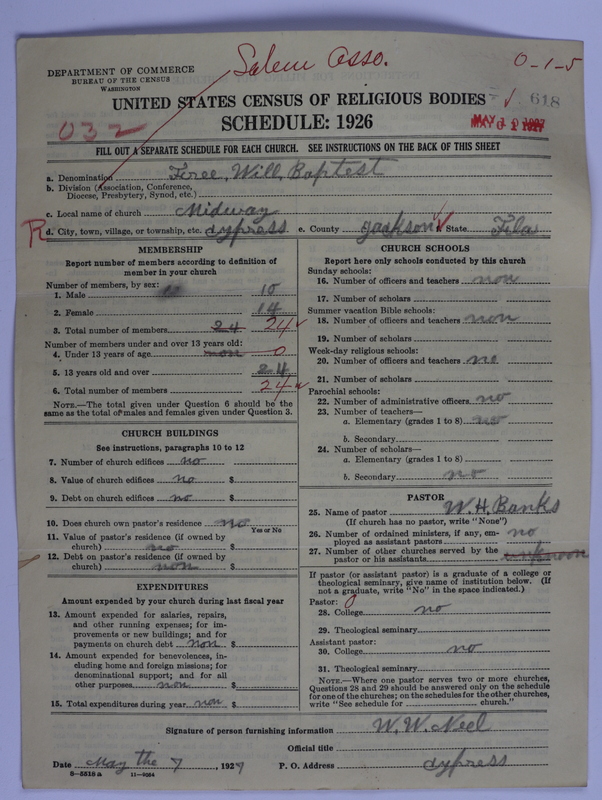 Salem Asso.
0-1-5
DEPARTMENT OF COMMERCE
BUREAU OF THE CENSUS
WASHINGTON
UNITED STATES CENSUS OF RELIGIOUS BODIES
618
SCHEDULE: 1926
032
FILL OUT A SEPARATE SCHEDULE FOR EACH CHURCH. SEE INSTRUCTIONS ON THE BACK OF THIS SHEET
a. Denomination Free, Will, Baptest
b. Division (Association, Conference, Diocese, Presbytery, Synod, etc.)
c. Local name of church Midway
R d. City, town, village, or township, etc. cypress e. County jackson f. State Fla
MEMBERSHIP
Report number of members according to definition of
member in your church
Number of members, by sex:
1. Male 10
2. Female 14
3. Total number of members 24 24
Number of members under and over 13 years old:
4. Under 13 years of age non 0
5. 13 years old and over 24
6. Total number of members 24
NOTE.—The total given under Question 6 should be
same as the total of males and females given under Question 3.
CHURCH BUILDINGS
See instructions, paragraphs 10 to 12
7. Number of church edifices no
8. Value of church edifices no $
9. Debt on church edifices no $
10. Does church own pastor's residence no
Yes or No
11. Value of pastor's residence (if owned by
church) no $
12. Debt on pastor's residence (if owned by
church) non $
EXPENDITURES
Amount expended by your church during last fiscal year
13. Amount expended for salaries, repairs,
and other running expenses; for im-
provements or new buildings; and for
payments on church debt non $
14. Amount expended for benevolences, in-
cluding home and foreign missions; for
denominational support; and for all
other purposes non $
15. Total expenditures during year non $
CHURCH SCHOOLS
Report here only schools conducted by this church
Sunday schools:
16. Number of officers and teachers non
17. Number of scholars
Summer vacation Bible schools:
18. Number of officers and teachers non
19. Number of scholars
Week-day religious schools:
20. Number of officers and teachers no
21. Number of scholars
Parochial schools:
22. Number of administrative officers no
23. Number of teachers—
a. Elementary (grades 1 to 8) no
b. Secondary
24. Number of scholars—
a. Elementary (grades 1 to 8)
b. Secondary no
PASTOR
25. Name of pastor W. H. Banks
(If church has no pastor, write "None")
26. Number of ordained ministers, if any, em-
ployed as assistant pastors no
27. Number of other churches served by the
pastor or his assistants unknoon
If pastor (or assistant pastor) is a graduate of a college or
theological seminary, give name of institution below. (If
not a graduate, write "No" in the space indicated.)
Pastor: 0
28. College no
29. Theological seminary
Assistant pastor:
30. College no
31. Theological seminary
NOTE.—Where one pastor serves two or more churches,
Questions 28 and 29 should be answered only on the schedule
for one of the churches; on the schedules for the other churches,
write "See schedule for church."
Signature of person furnishing information W. W. Neel
Official title
Date May the 7, 1927 P. O. Address cypress
8—5518 a 11—9064